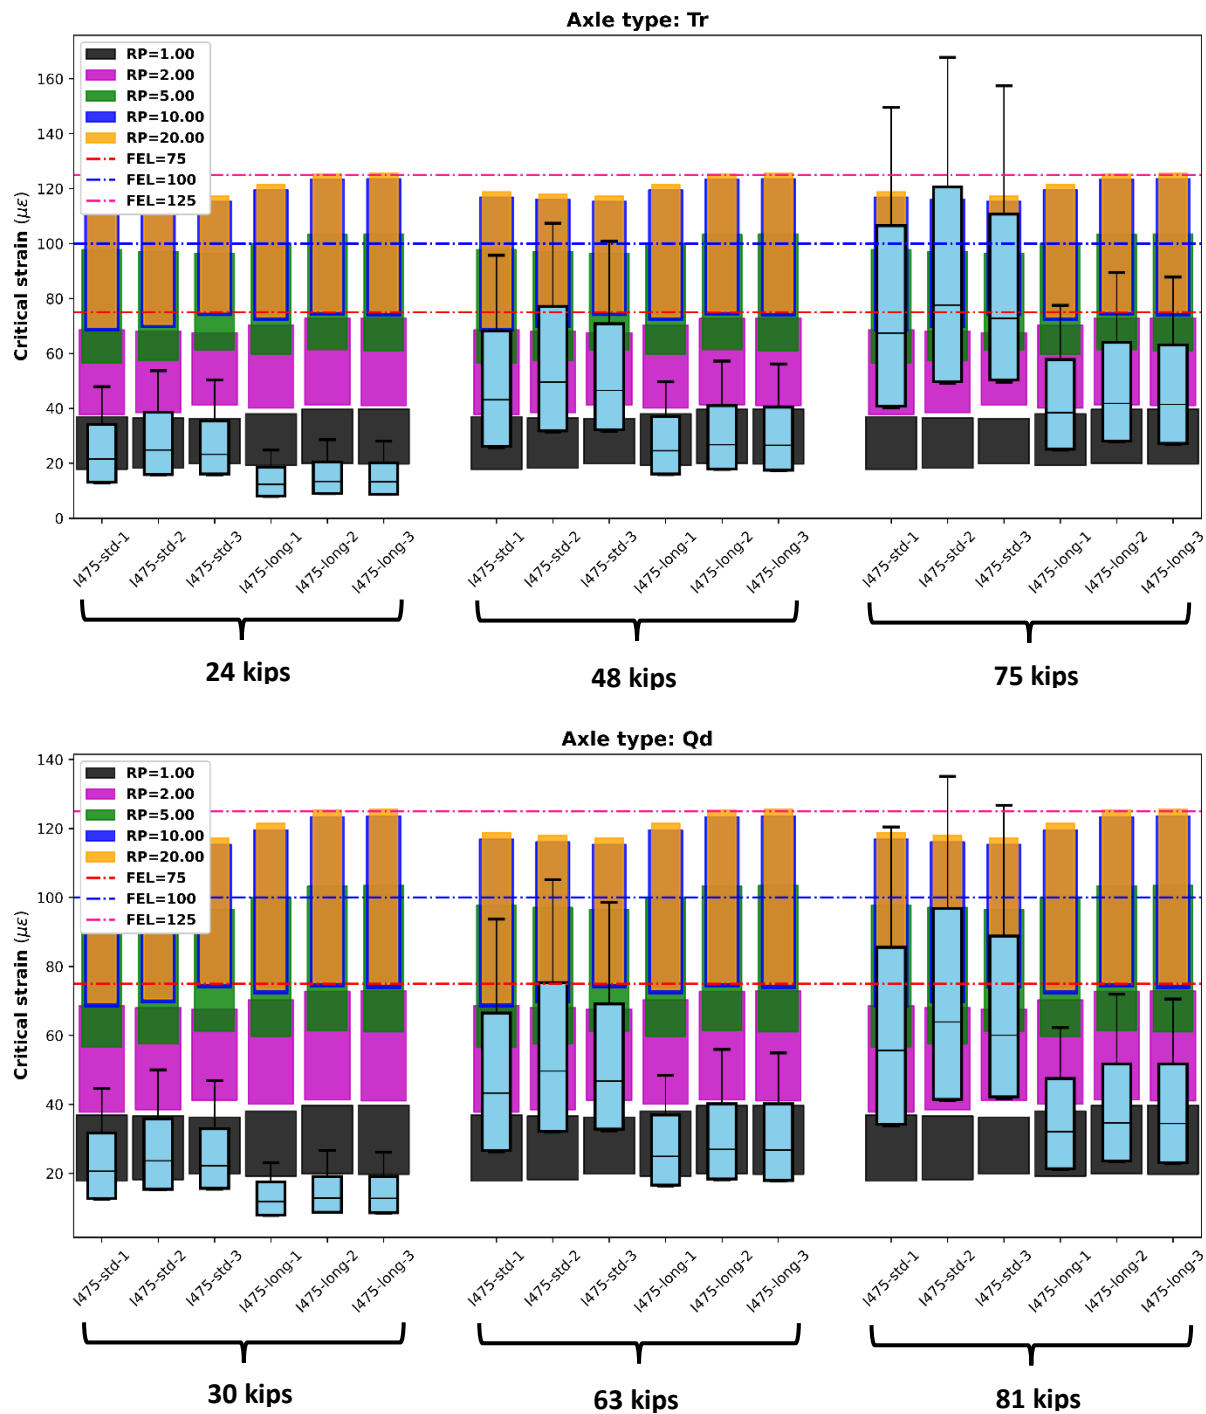 Axle type: Tr
RP=1.00
RP=2.00
RP=5.00
RP=10.00
RP=20.00
FEL=75
FEL=100
FEL=125
Critical strain (με)
160
140
120
100
80
60
40
20
0
I475-std-1
I475-std-2
I475-std-3
I475-long-1
I475-long-2
I475-long-3
I475-std-1
I475-std-2
I475-std-3
I475-long-1
I475-long-2
I475-long-3
I475-std-1
I475-std-2
I475-std-3
I475-long-1
I475-long-2
I475-long-3
24 kips
48 kips
75 kips
Axle type: Qd
RP=1.00
RP=2.00
RP=5.00
RP=10.00
RP=20.00
FEL=75
FEL=100
FEL=125
Critical strain (με)
140
120
100
80
60
40
20
I475-std-1
I475-std-2
I475-std-3
I475-long-1
I475-long-2
I475-long-3
I475-std-1
I475-std-2
I475-std-3
I475-long-1
I475-long-2
I475-long-3
I475-std-1
I475-std-2
I475-std-3
I475-long-1
I475-long-2
I475-long-3
30 kips
63 kips
81 kips